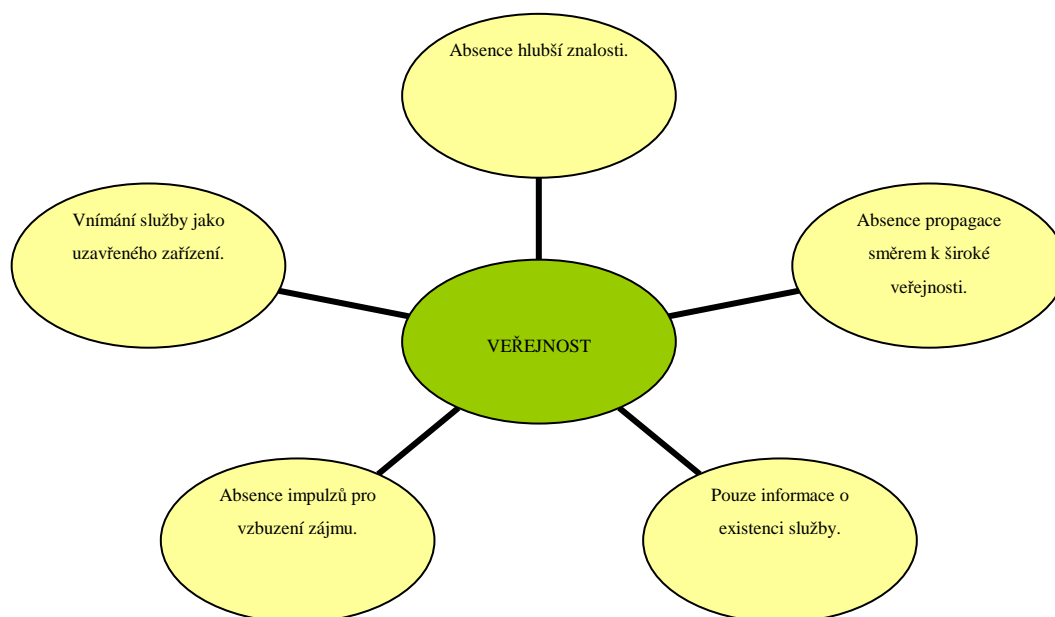 Absence hlubší znalosti.
Vnímání služby jako
uzavřeného zařízení.
Absence propagace
směrem k široké
veřejnosti.
VEŘEJNOST
Absence impulzů pro
vzbuzení zájmu.
Pouze informace o
existenci služby.